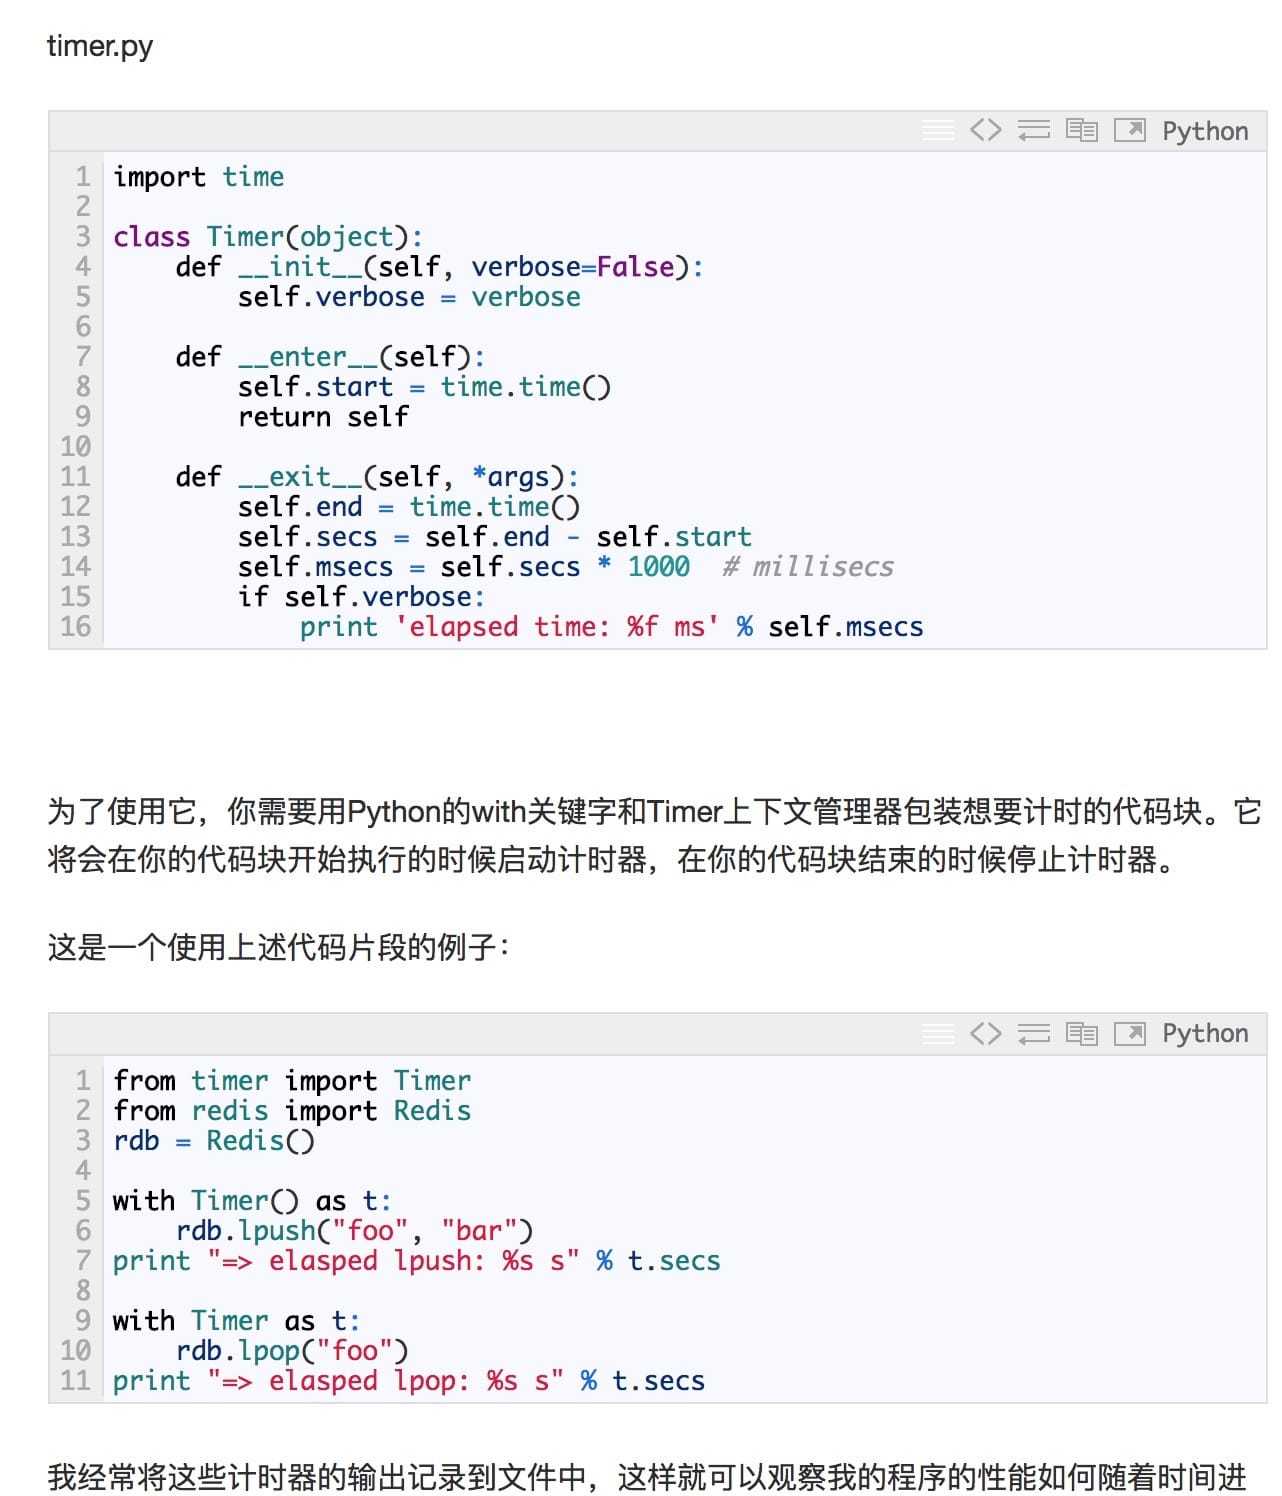 timer.py
Python
1 import time
2
3 class Timer(object):
4     def __init__(self, verbose=False):
5         self.verbose = verbose
6
7     def __enter__(self):
8         self.start = time.time()
9         return self
10
11     def __exit__(self, *args):
12         self.end = time.time()
13         self.secs = self.end - self.start
14         self.msecs = self.secs * 1000  # millisecs
15         if self.verbose:
16             print 'elapsed time: %f ms' % self.msecs
为了使用它，你需要用Python的with关键字和Timer上下文管理器包装想要计时的代码块。它
将会在你的代码块开始执行的时候启动计时器，在你的代码块结束的时候停止计时器。
这是一个使用上述代码片段的例子：
Python
1 from timer import Timer
2 from redis import Redis
3 rdb = Redis()
4
5 with Timer() as t:
6     rdb.lpush("foo", "bar")
7 print "=> elasped lpush: %s s" % t.secs
8
9 with Timer as t:
10     rdb.lpop("foo")
11 print "=> elasped lpop: %s s" % t.secs
我经常将这些计时器的输出记录到文件中，这样就可以观察我的程序的性能如何随着时间进